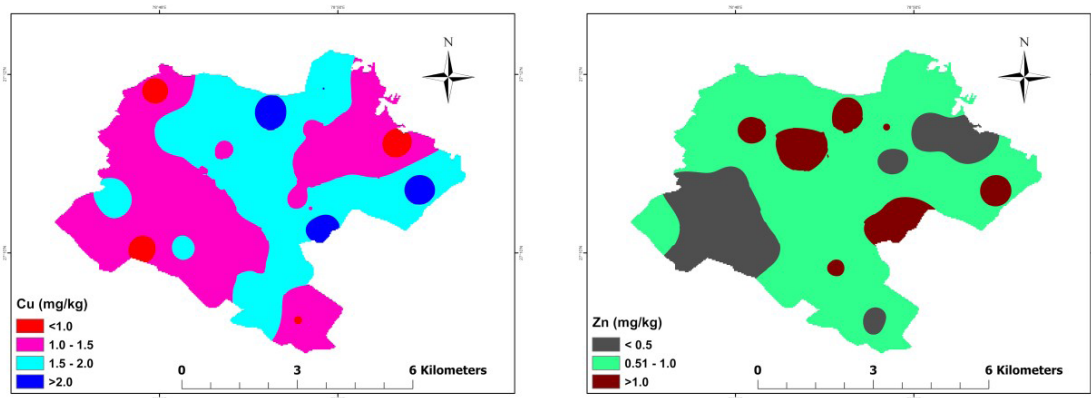 N
Cu (mg/kg)
<1.0
1.0 - 1.5
1.5 - 2.0
>2.0
0 3 6 Kilometers
N
Zn (mg/kg)
< 0.5
0.51 - 1.0
>1.0
0 3 6 Kilometers